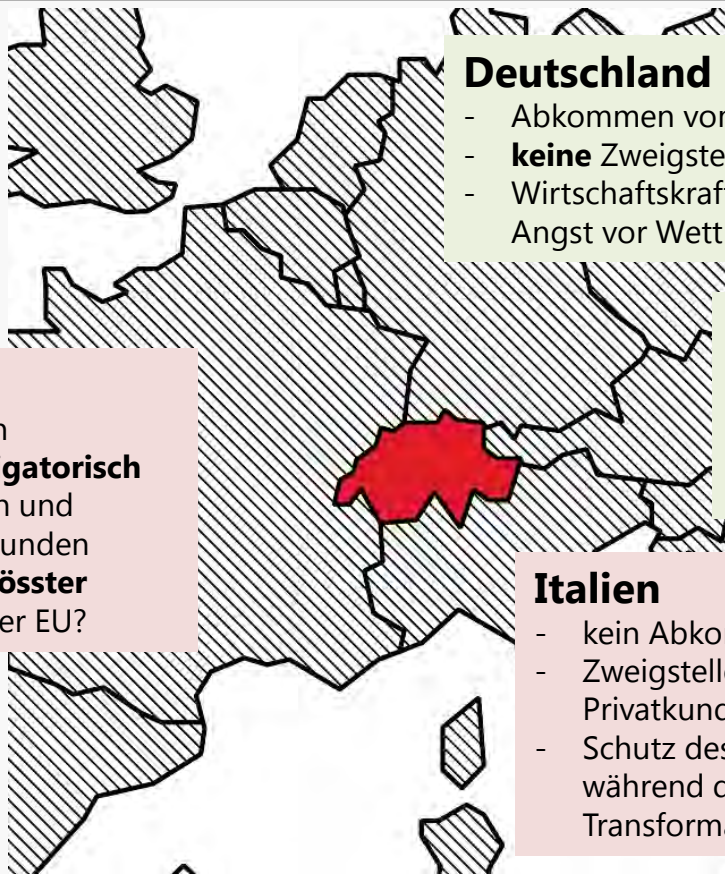 Deutschland
- Abkommen vor
- keine Zweigste
- Wirtschaftskraf
Angst vor Wett
n
gatorisch
n und
unden
össter
er EU?
Italien
- kein Abko
- Zweigstell
Privatkund
- Schutz des
während d
Transforma